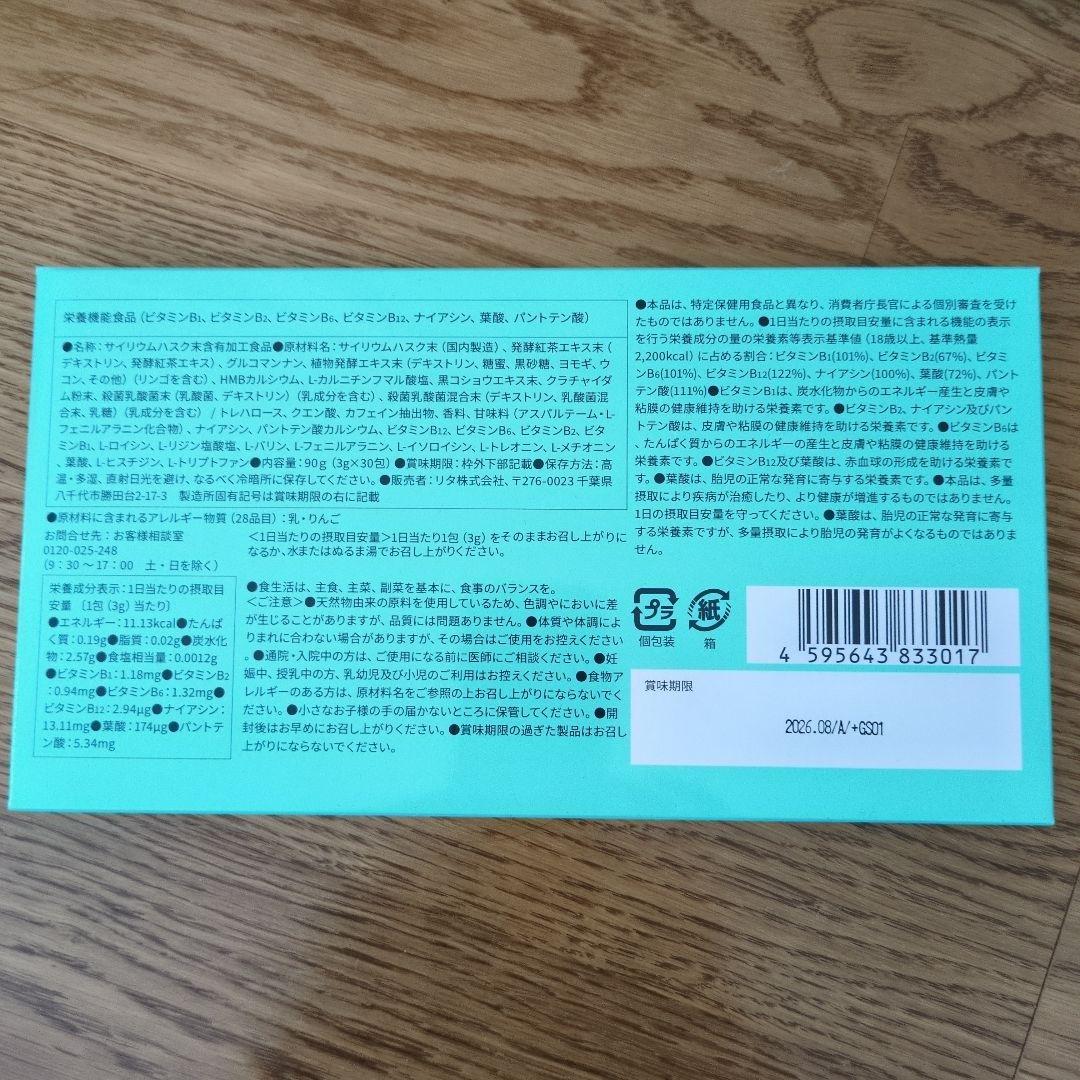 栄養機能食品（ビタミンB1、ビタミンB2、ビタミンB6、ビタミンB12、ナイアシン、葉酸、パントテン酸）
●名称：サイリウムハスク末含有加工食品●原材料名：サイリウムハスク末（国内製造）、発酵紅茶エキス末（
デキストリン、発酵紅茶エキス）、グルコマンナン、植物発酵エキス末（デキストリン、糖蜜、黒砂糖、ヨモギ、ウ
コン、その他）（リンゴを含む）、HMBカルシウム、L-カルニチンフマル酸塩、黒コショウエキス末、クラチャイダ
ム粉末、殺菌乳酸菌末（乳酸菌、デキストリン）（乳成分を含む）、殺菌乳酸菌混合末（デキストリン、乳酸菌混
合末、乳糖）（乳成分を含む） / トレハロース、クエン酸、カフェイン抽出物、香料、甘味料（アスパルテーム・L-フ
ェニルアラニン化合物）、ナイアシン、パントテン酸カルシウム、ビタミンB12、ビタミンB6、ビタミンB2、ビタ
ミンB1、L-ロイシン、L-リジン塩酸塩、L-バリン、L-フェニルアラニン、L-イソロイシン、L-トレオニン、L-メチオニン
、葉酸、L-ヒスチジン、L-トリプトファン●内容量：90g（3g×30包）●賞味期限：枠外下部記載●保存方法：高
温・多湿、直射日光を避け、なるべく冷暗所に保存してください。●販売者：リタ株式会社、〒276-0023 千葉県
八千代市勝田台2-17-3　製造所固有記号は賞味期限の右に記載
●原材料に含まれるアレルギー物質（28品目）：乳・りんご
お問合せ先：お客様相談室
0120-025-248
（9：30～17：00　土・日を除く）
＜1日当たりの摂取目安量＞1日当たり1包（3g）をそのままお召し上がりに
なるか、水またはぬるま湯でお召し上がりください。
栄養成分表示：1日当たりの摂取目
安量 〔1包（3g）当たり〕
●エネルギー：11.13kcal●たんぱ
く質：0.19g●脂質：0.02g●炭水化
物：2.57g●食塩相当量：0.0012g
●ビタミンB1：1.18mg●ビタミンB2
：0.94mg●ビタミンB6：1.32mg●
ビタミンB12：2.94μg●ナイアシン：
13.11mg●葉酸：174μg●パントテ
ン酸：5.34mg
●食生活は、主食、主菜、副菜を基本に、食事のバランスを。
＜ご注意＞●天然物由来の原料を使用しているため、色調やにおいに差
が生じることがありますが、品質には問題ありません。●体質や体調によ
りまれに合わない場合がありますが、その場合はご使用をお控えください
。●通院・入院中の方は、ご使用になる前に医師にご相談ください。●妊
娠中、授乳中の方、乳幼児及び小児のご利用はお控えください。●食物ア
レルギーのある方は、原材料名をご参照の上お召し上がりにならないでく
ださい。●小さなお子様の手の届かないところに保管してください。●開
封後はお早めにお召し上がりください。●賞味期限の過ぎた製品はお召し
上がりにならないでください。
●本品は、特定保健用食品と異なり、消費者庁長官による個別審査を受け
たものではありません。●1日当たりの摂取目安量に含まれる機能の表示
を行う栄養成分の量の栄養素等表示基準値（18歳以上、基準熱量
2,200kcal）に占める割合：ビタミンB1(101%)、ビタミンB2(67%)、ビタミ
ンB6(101%)、ビタミンB12(122%)、ナイアシン(100%)、葉酸(72%)、パント
テン酸(111%)●ビタミンB1は、炭水化物からのエネルギー産生と皮膚や
粘膜の健康維持を助ける栄養素です。●ビタミンB2、ナイアシン及びパン
トテン酸は、皮膚や粘膜の健康維持を助ける栄養素です。●ビタミンB6は
、たんぱく質からのエネルギーの産生と皮膚や粘膜の健康維持を助ける
栄養素です。●ビタミンB12及び葉酸は、赤血球の形成を助ける栄養素で
す。●葉酸は、胎児の正常な発育に寄与する栄養素です。●本品は、多量
摂取により疾病が治癒したり、より健康が増進するものではありません。
1日の摂取目安量を守ってください。●葉酸は、胎児の正常な発育に寄与
する栄養素ですが、多量摂取により胎児の発育がよくなるものではありま
せん。
プラ
個包装
紙
箱
4 595643 833017
賞味期限
2026.08/A/+GS01